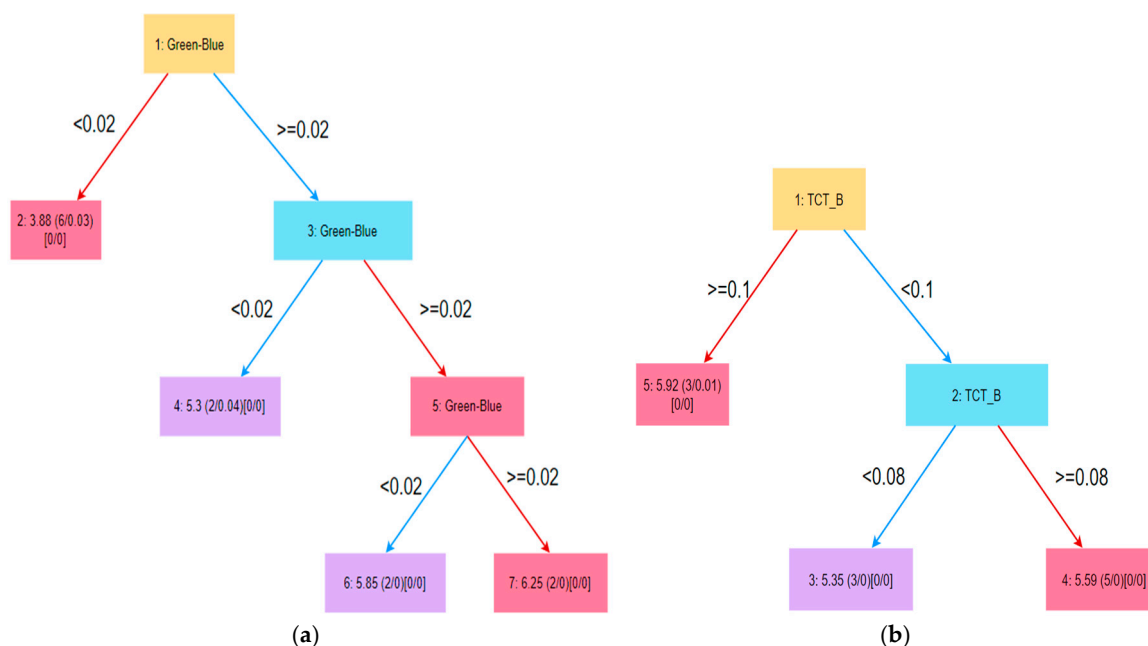 1: Green-Blue
<0.02
>=0.02
2: 3.88 (6/0.03)
[0/0]
3: Green-Blue
<0.02
>=0.02
4: 5.3 (2/0.04)[0/0]
5: Green-Blue
<0.02
>=0.02
6: 5.85 (2/0)[0/0]
7: 6.25 (2/0)[0/0]
(a)
1: TCT_B
>=0.1
<0.1
5: 5.92 (3/0.01)
[0/0]
2: TCT_B
<0.08
>=0.08
3: 5.35 (3/0)[0/0]
4: 5.59 (5/0)[0/0]
(b)